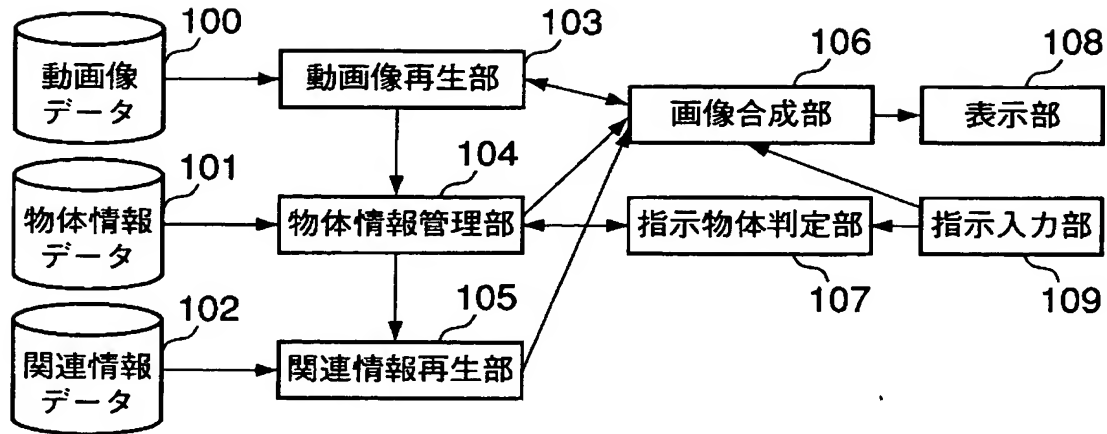 100
動画像
データ
103
動画像再生部
106
画像合成部
108
表示部
101
物体情報
データ
104
物体情報管理部
指示物体判定部
107
指示入力部
109
102
関連情報
データ
105
関連情報再生部